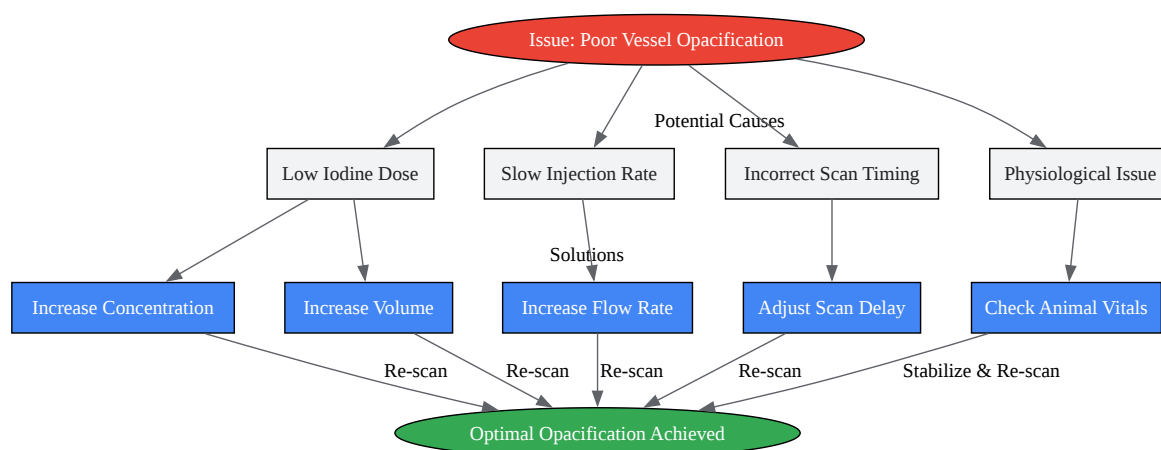 Issue: Poor Vessel Opacification
Potential Causes
Low Iodine Dose
Slow Injection Rate
Incorrect Scan Timing
Physiological Issue
Solutions
Increase Concentration
Increase Volume
Increase Flow Rate
Adjust Scan Delay
Check Animal Vitals
Re-scan
Re-scan
Re-scan
Re-scan
Stabilize & Re-scan
Optimal Opacification Achieved